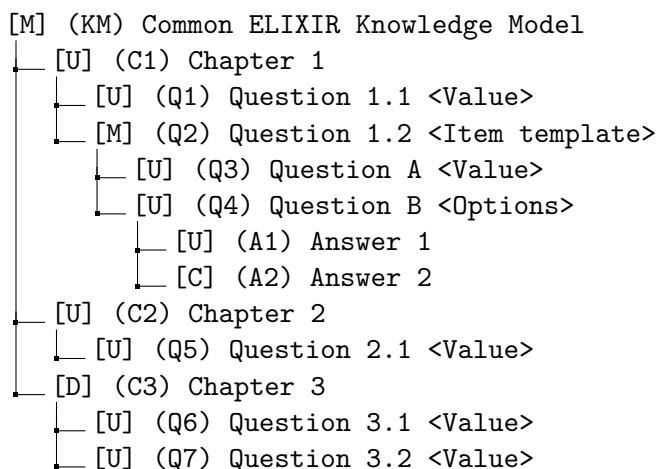 [M] (KM) Common ELIXIR Knowledge Model
[U] (C1) Chapter 1
[U] (Q1) Question 1.1 <Value>
[M] (Q2) Question 1.2 <Item template>
[U] (Q3) Question A <Value>
[U] (Q4) Question B <Options>
[U] (A1) Answer 1
[C] (A2) Answer 2
[U] (C2) Chapter 2
[U] (Q5) Question 2.1 <Value>
[D] (C3) Chapter 3
[U] (Q6) Question 3.1 <Value>
[U] (Q7) Question 3.2 <Value>